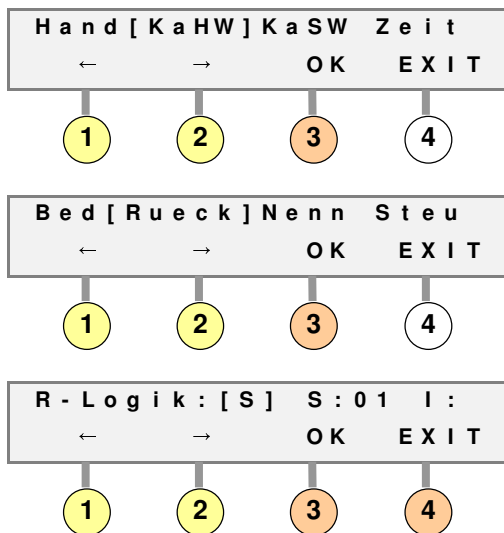 Hand[KaHW]KaSW Zeit
← → OK EXIT
1 2 3 4
Bed[Rueck]Nenn Steu
← → OK EXIT
1 2 3 4
R-Logik:[S] S:01 I:
← → OK EXIT
1 2 3 4